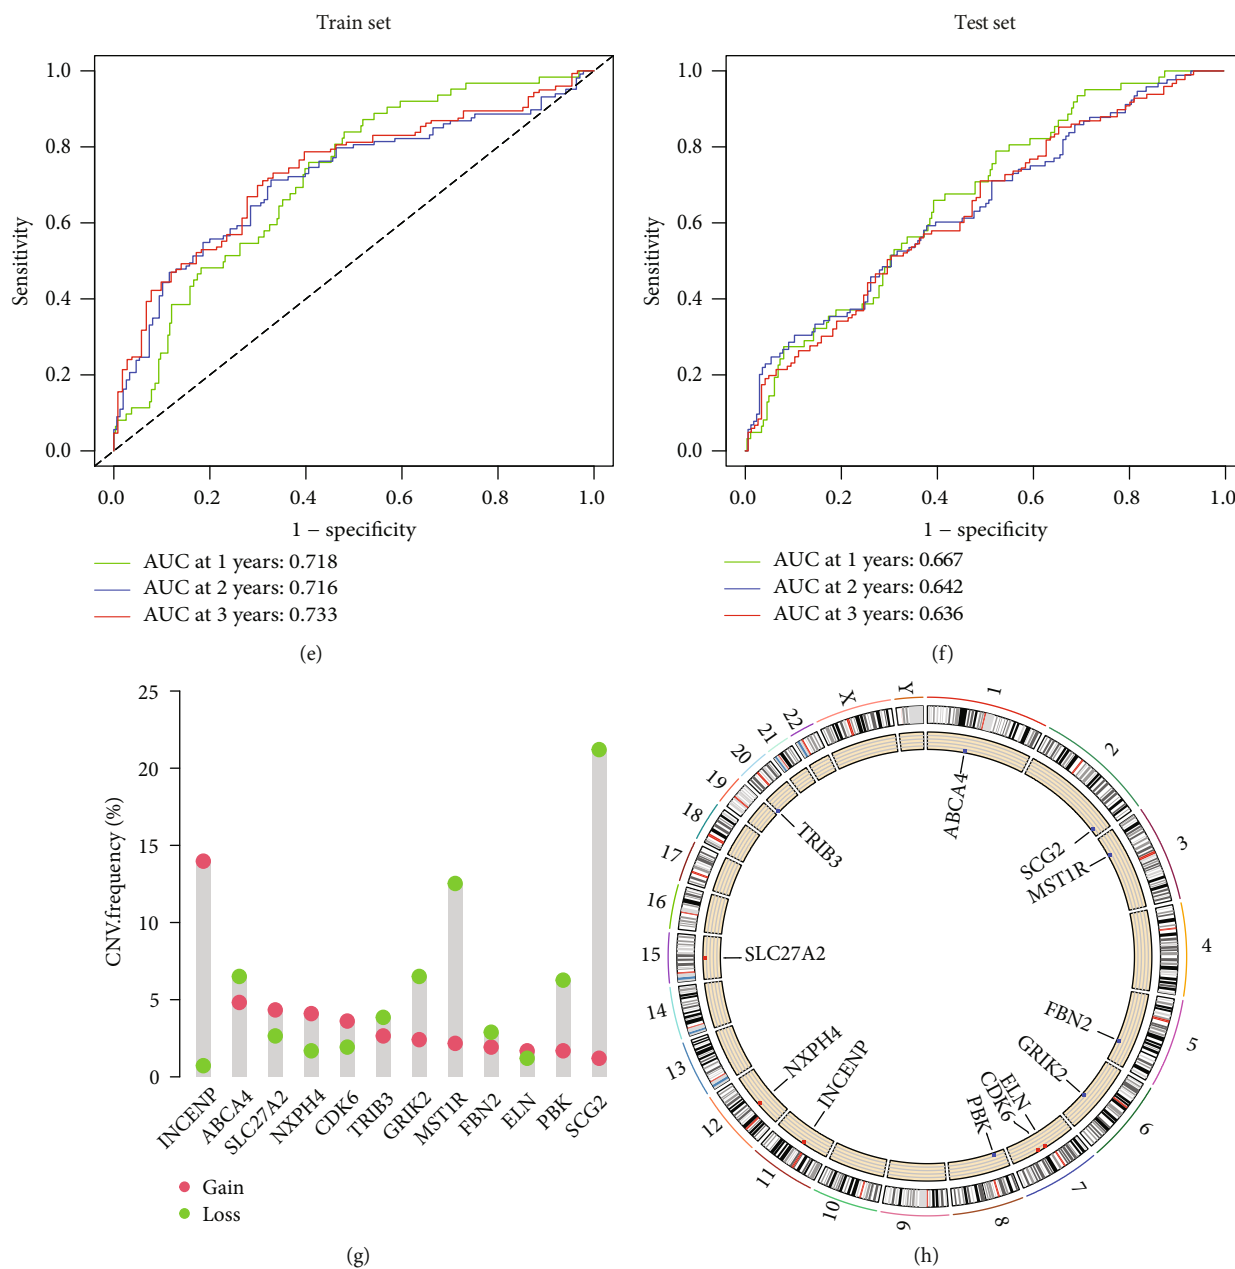 Train set
Test set
1.0
0.8
0.6
0.4
0.2
0.0
Sensitivity
0.0 0.2 0.4 0.6 0.8 1.0
1 − specificity
AUC at 1 years: 0.718
AUC at 2 years: 0.716
AUC at 3 years: 0.733
(e)
1.0
0.8
0.6
0.4
0.2
0.0
Sensitivity
0.0 0.2 0.4 0.6 0.8 1.0
1 − specificity
AUC at 1 years: 0.667
AUC at 2 years: 0.642
AUC at 3 years: 0.636
(f)
25
20
15
10
5
0
CNV.frequency (%)
INCENP
ABCA4
SLC27A2
NXPH4
CDK6
TRIB3
GRIK2
MST1R
FBN2
ELN
PBK
SCG2
Gain
Loss
(g)
1
2
3
4
5
6
7
8
9
10
11
12
13
14
15
16
17
18
19
20
21
22
X
Y
ABCA4
SCG2
MST1R
FBN2
GRIK2
ELN
CDK6
PBK
INCENP
NXPH4
SLC27A2
TRIB3
(h)